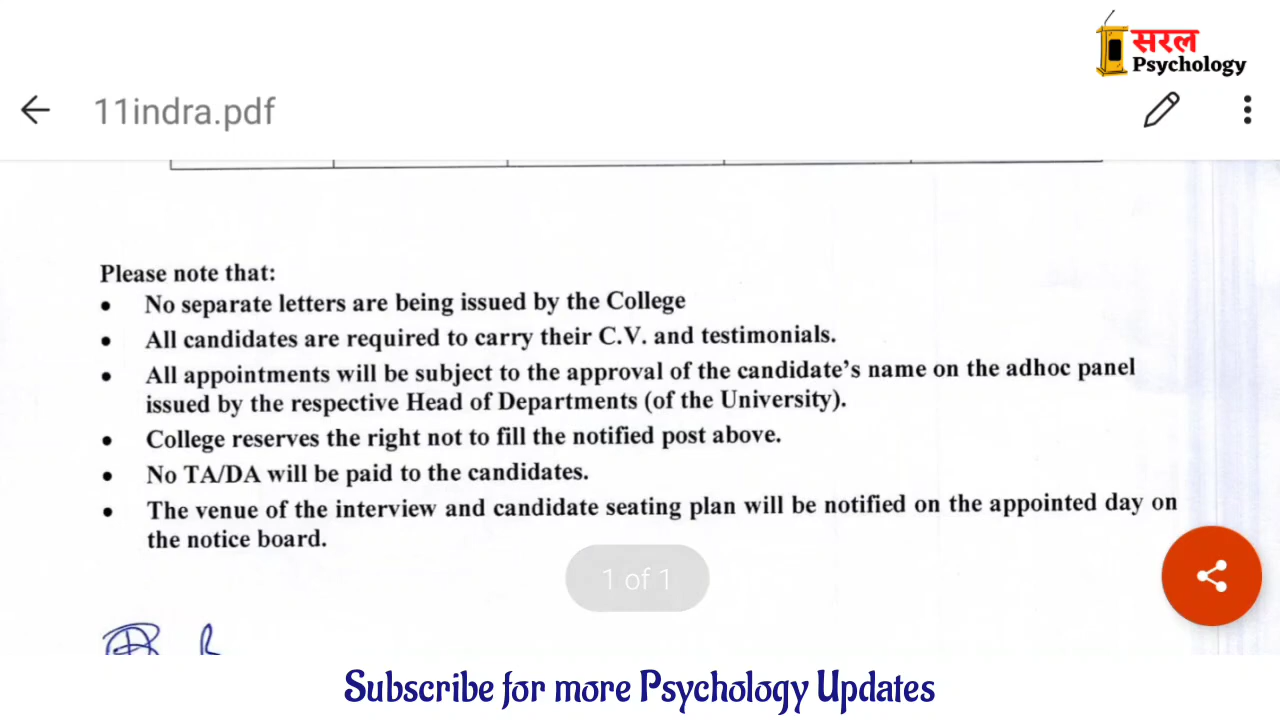 सरल
Psychology
11indra.pdf
Please note that:
• No separate letters are being issued by the College
• All candidates are required to carry their C.V. and testimonials.
• All appointments will be subject to the approval of the candidate's name on the adhoc panel
issued by the respective Head of Departments (of the University).
• College reserves the right not to fill the notified post above.
• No TA/DA will be paid to the candidates.
• The venue of the interview and candidate seating plan will be notified on the appointed day on
the notice board.
1 of 1
Subscribe for more Psychology Updates